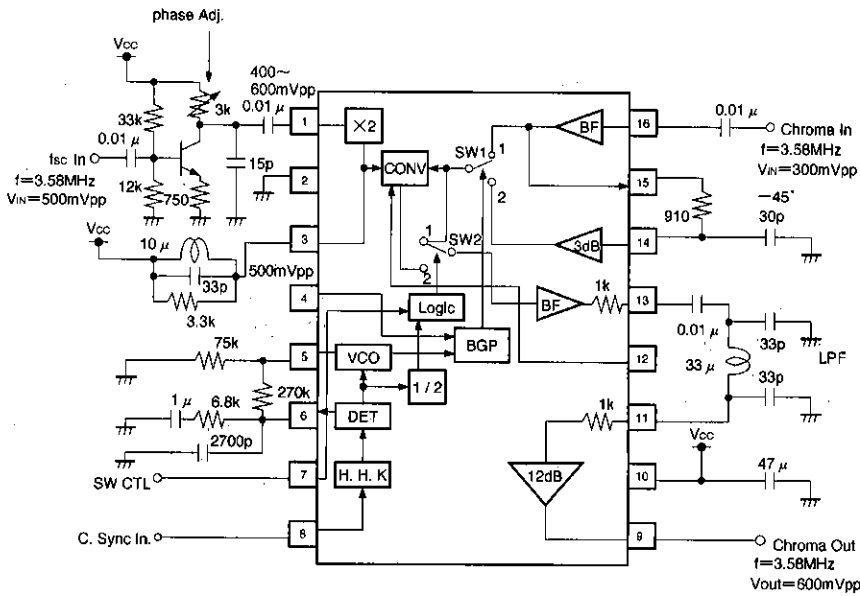 phase Adj.
Vcc
33k
3k
400～
600mVpp
0.01 μ
0.01 μ
fsc In
f=3.58MHz
VIN=500mVpp
12k
750
15p
Vcc
10 μ
33p
3.3k
500mVpp
75k
270k
1 μ
6.8k
2700p
SW CTL
C. Sync In.
1
2
3
4
5
6
7
8
×2
CONV
SW1
1
2
1
SW2
2
BF
3dB
Logic
BF
1k
BGP
VCO
1/2
DET
H. H. K
1k
12dB
16
15
14
13
12
11
10
9
0.01 μ
Chroma In
f=3.58MHz
VIN=300mVpp
910
−45°
30p
0.01 μ
33p
33 μ
LPF
33p
Vcc
47 μ
Chroma Out
f=3.58MHz
Vout=600mVpp